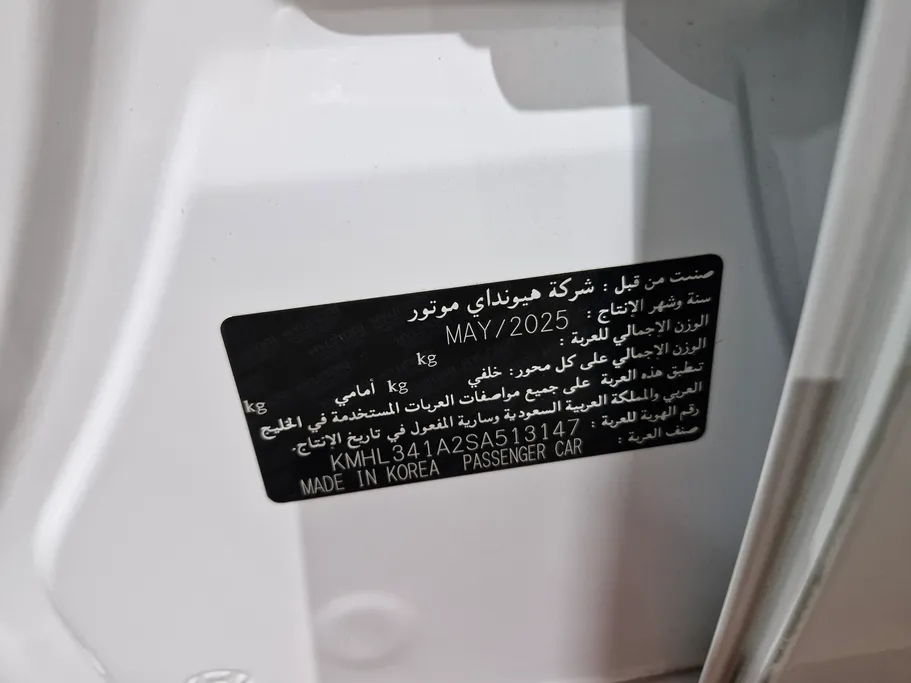 صنعت من قبل : شركة هيونداي موتور
سنة وشهر الإنتاج : MAY/2025
الوزن الاجمالي للعربة : kg
الوزن الاجمالي على كل محور: خلفي kg أمامي kg
تنطبق هذه العربة على جميع مواصفات العربات المستخدمة في الخليج
العربي والمملكة العربية السعودية وسارية المفعول في تاريخ الإنتاج.
رقم الهوية للعربة : KMHL341A2SA513147
صنف العربة : PASSENGER CAR
MADE IN KOREA